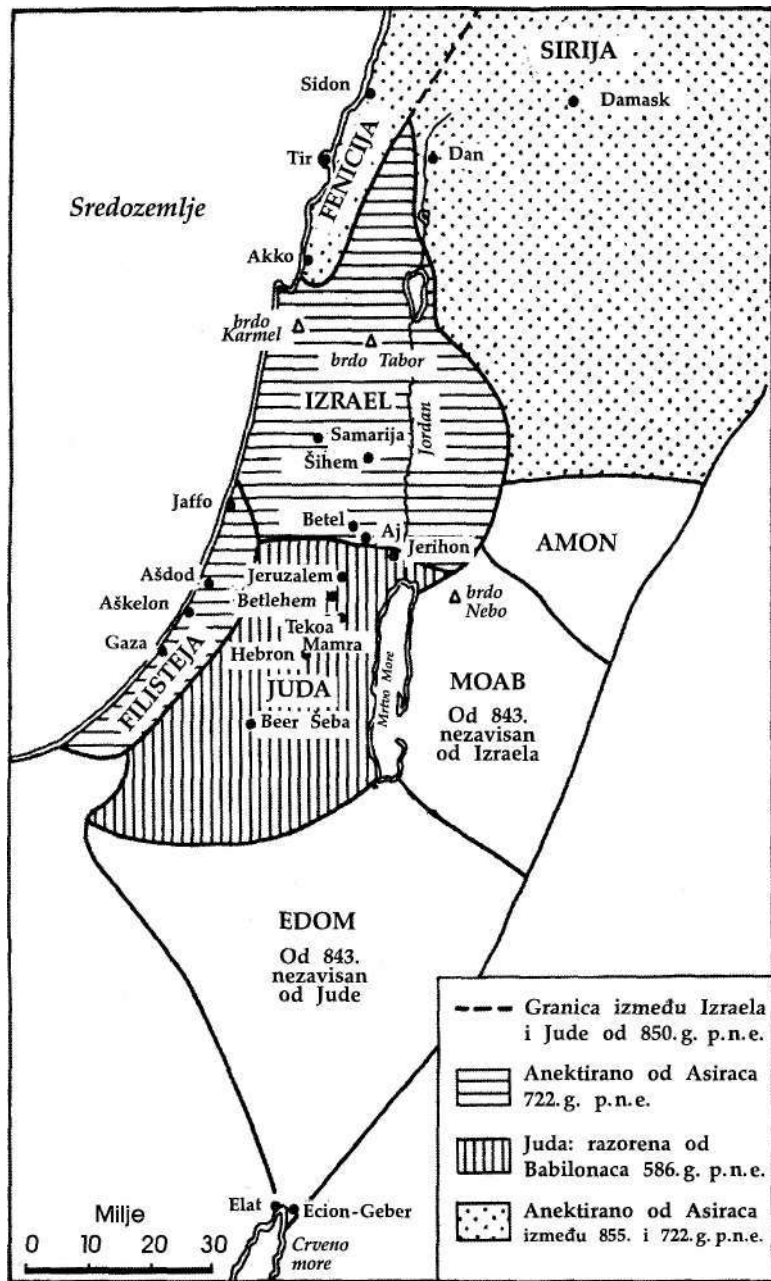 SIRIJA
Sidon
Damask
FENICIJA
Tir
Dan
Sredozemlje
Akko
brdo
Karmel
brdo Tabor
IZRAEL
Jordan
Samarija
Šihem
Jaffo
Betel
Aj
Jerihon
AMON
Ašdod
Jeruzalem
brdo
Nebo
Aškelon
Betlehem
Tekoa
Gaza
Hebron
Mamra
FILISTEJA
JUDA
Mrtvo More
MOAB
Od 843.
nezavisan
od Izraela
Beer Šeba
EDOM
Od 843.
nezavisan
od Jude
Granica između Izraela
i Jude od 850.g. p.n.e.
Anektirano od Asiraca
722.g. p.n.e.
Juda: razorena od
Babilonaca 586.g. p.n.e.
Anektirano od Asiraca
između 855. i 722.g. p.n.e.
Elat
Ecion-Geber
Crveno
more
Milje
0 10 20 30